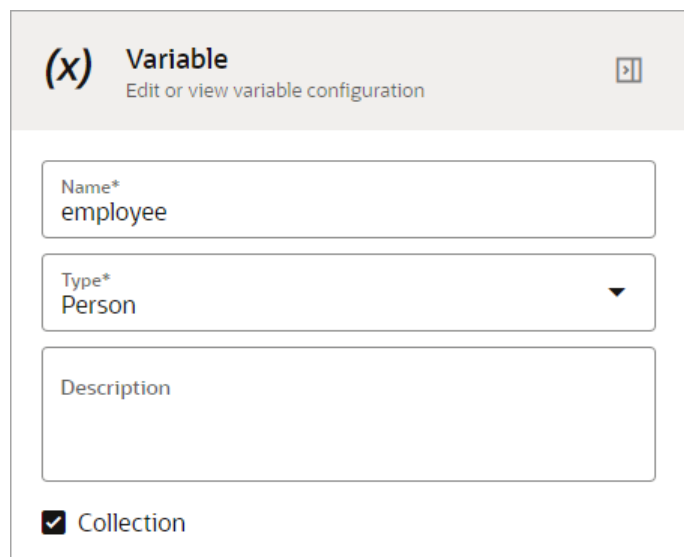 (x)
Variable
Edit or view variable configuration
Name*
employee
Type*
Person
Description
Collection